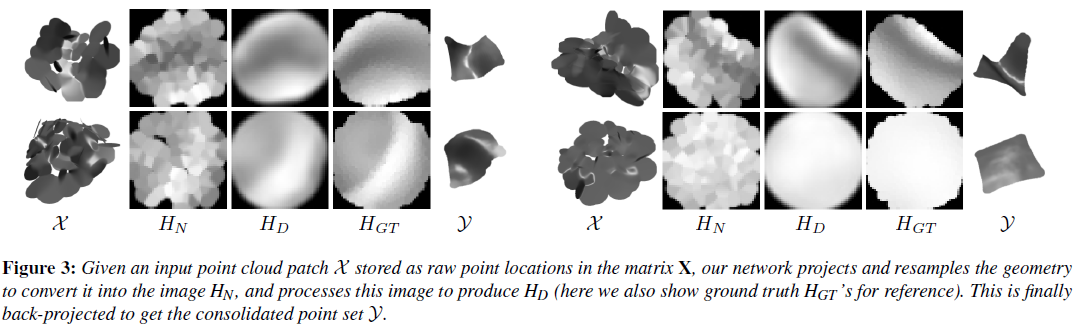 𝒳 H_N H_D H_GT 𝒴 𝒳 H_N H_D H_GT 𝒴
Figure 3: Given an input point cloud patch 𝒳 stored as raw point locations in the matrix X, our network projects and resamples the geometry
to convert it into the image H_N, and processes this image to produce H_D (here we also show ground truth H_GT's for reference). This is finally
back-projected to get the consolidated point set 𝒴.